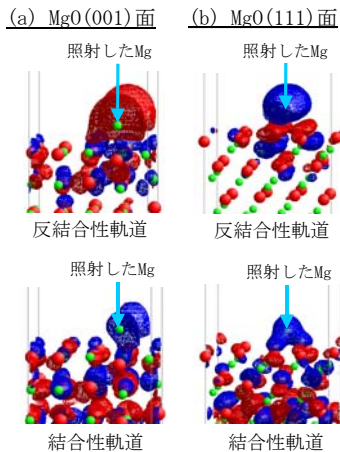 (a) MgO(001)面
(b) MgO(111)面
照射したMg
照射したMg
反結合性軌道
反結合性軌道
照射したMg
照射したMg
結合性軌道
結合性軌道